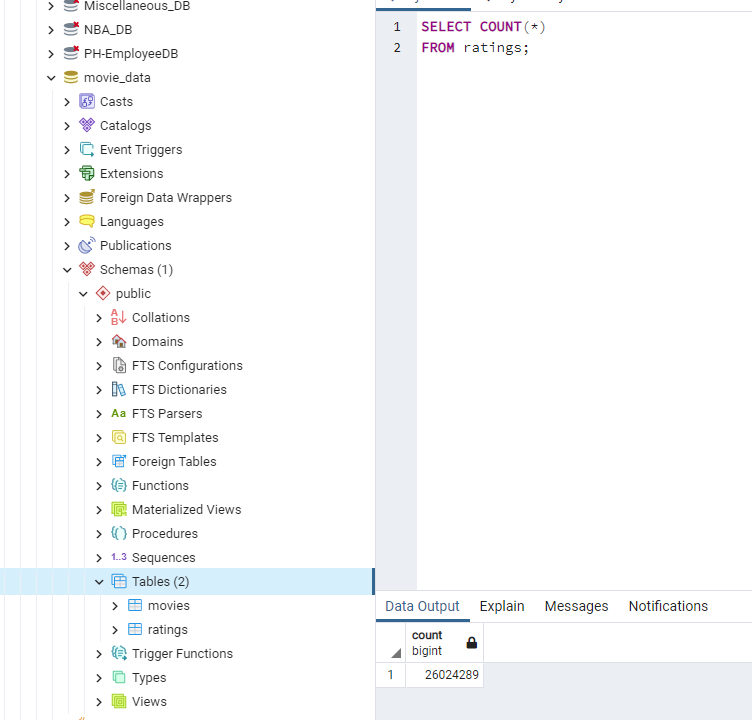 Miscellaneous_DB
NBA_DB
PH-EmployeeDB
movie_data
Casts
Catalogs
Event Triggers
Extensions
Foreign Data Wrappers
Languages
Publications
Schemas (1)
public
Collations
Domains
FTS Configurations
FTS Dictionaries
Aa FTS Parsers
FTS Templates
Foreign Tables
Functions
Materialized Views
Procedures
1..3 Sequences
Tables (2)
movies
ratings
Trigger Functions
Types
Views
1 SELECT COUNT(*)
2 FROM ratings;
Data Output Explain Messages Notifications
count
bigint
1 26024289